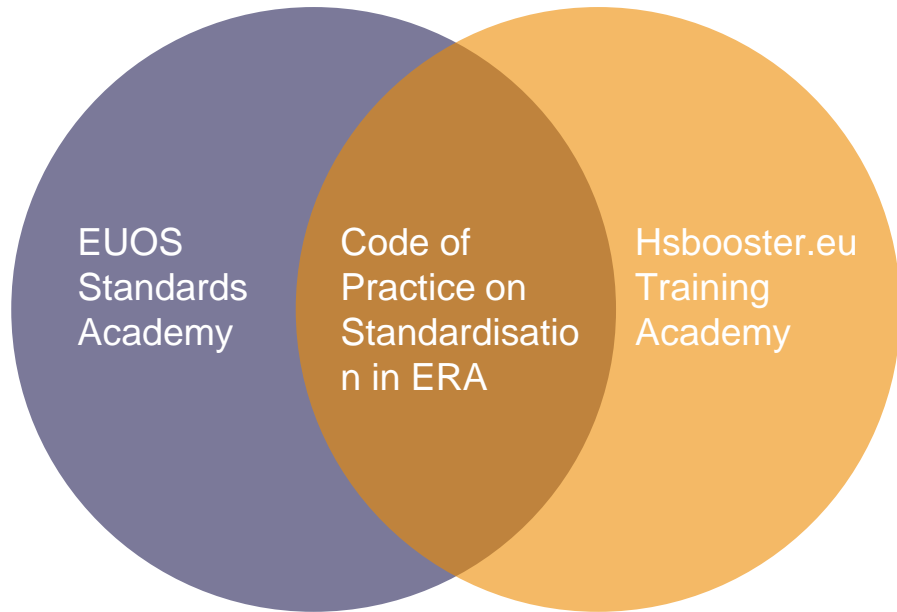 EUOS
Standards
Academy
Code of
Practice on
Standardisatio
n in ERA
Hsbooster.eu
Training
Academy